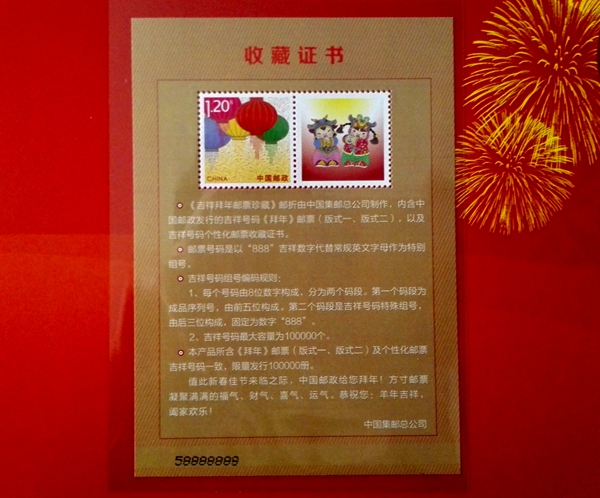 收藏证书
1.20元
CHINA 中国邮政
《吉祥拜年邮票珍藏》邮折由中国集邮总公司制作，内含中
国邮政发行的吉祥号码《拜年》邮票（版式一、版式二），以及
吉祥号码个性化邮票收藏证书。
邮票号码是以“888”吉祥数字代替常规英文字母作为特别
组号。
吉祥号码组号编码规则：
1、每个号码由8位数字构成，分为两个码段。第一个码段为
成品序列号，由前五位构成，第二个码段是吉祥号码特殊组号，
由后三位构成，固定为数字“888”、
2、吉祥号码最大容量为100000个。
本产品所含《拜年》邮票（版式一、版式二）及个性化邮票
吉祥号码一致，限量发行100000册。
值此新春佳节来临之际，中国邮政给您拜年！方寸邮票
凝聚满满的福气、财气、喜气、运气。恭祝您：羊年吉祥，
阖家欢乐！
中国集邮总公司
58888888